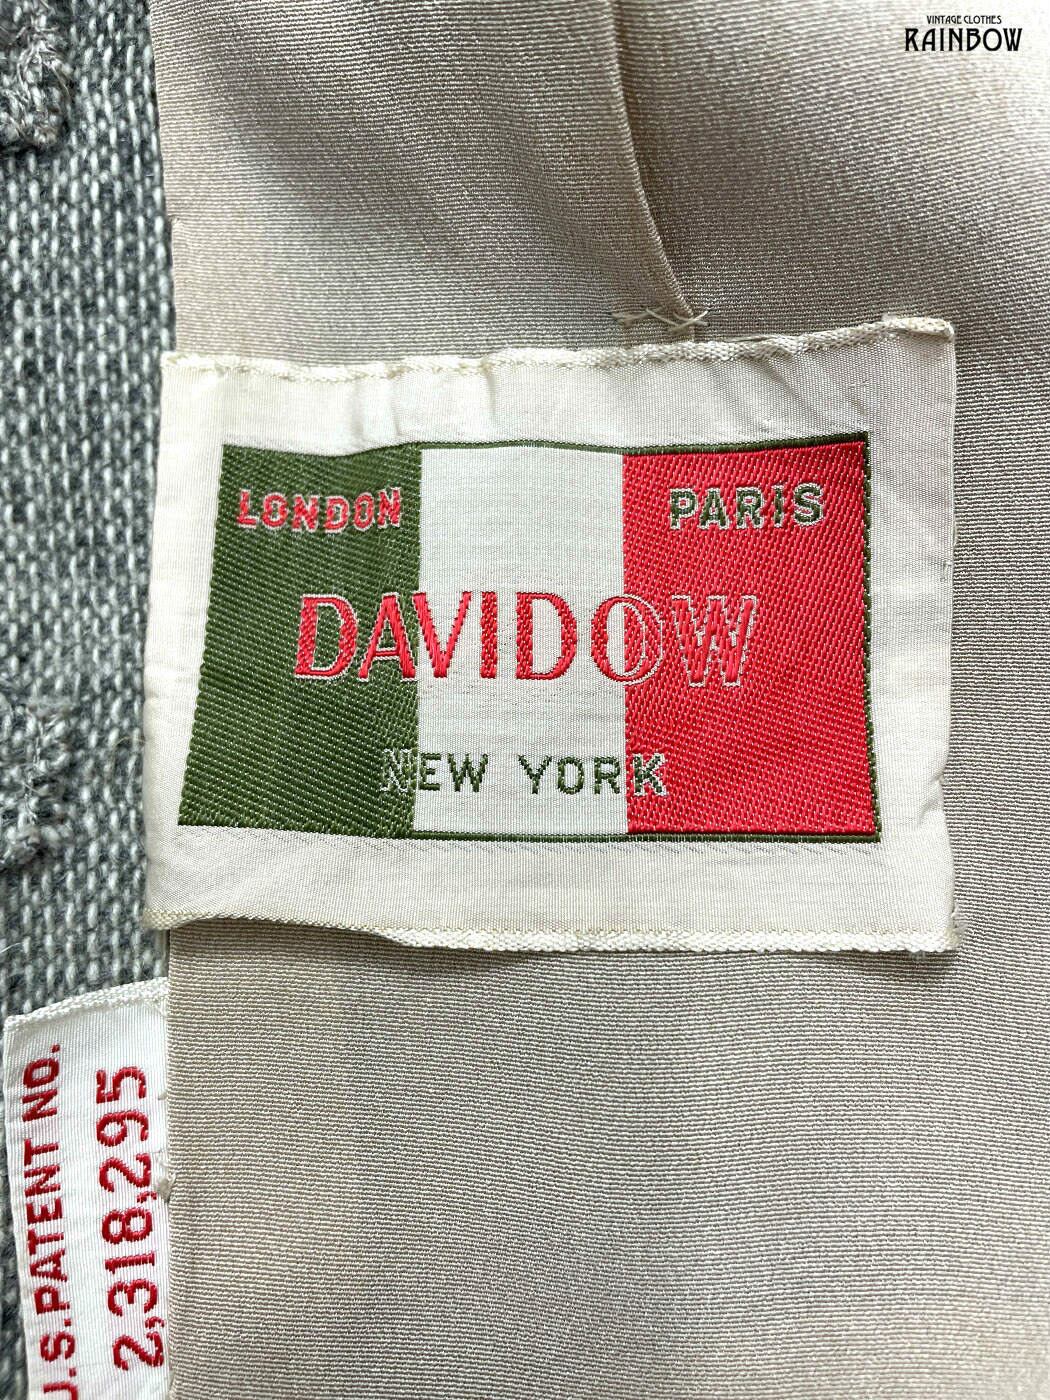 VINTAGE CLOTHES
RAINBOW
LONDON
PARIS
DAVIDOW
NEW YORK
U.S. PATENT NO.
2,318,295